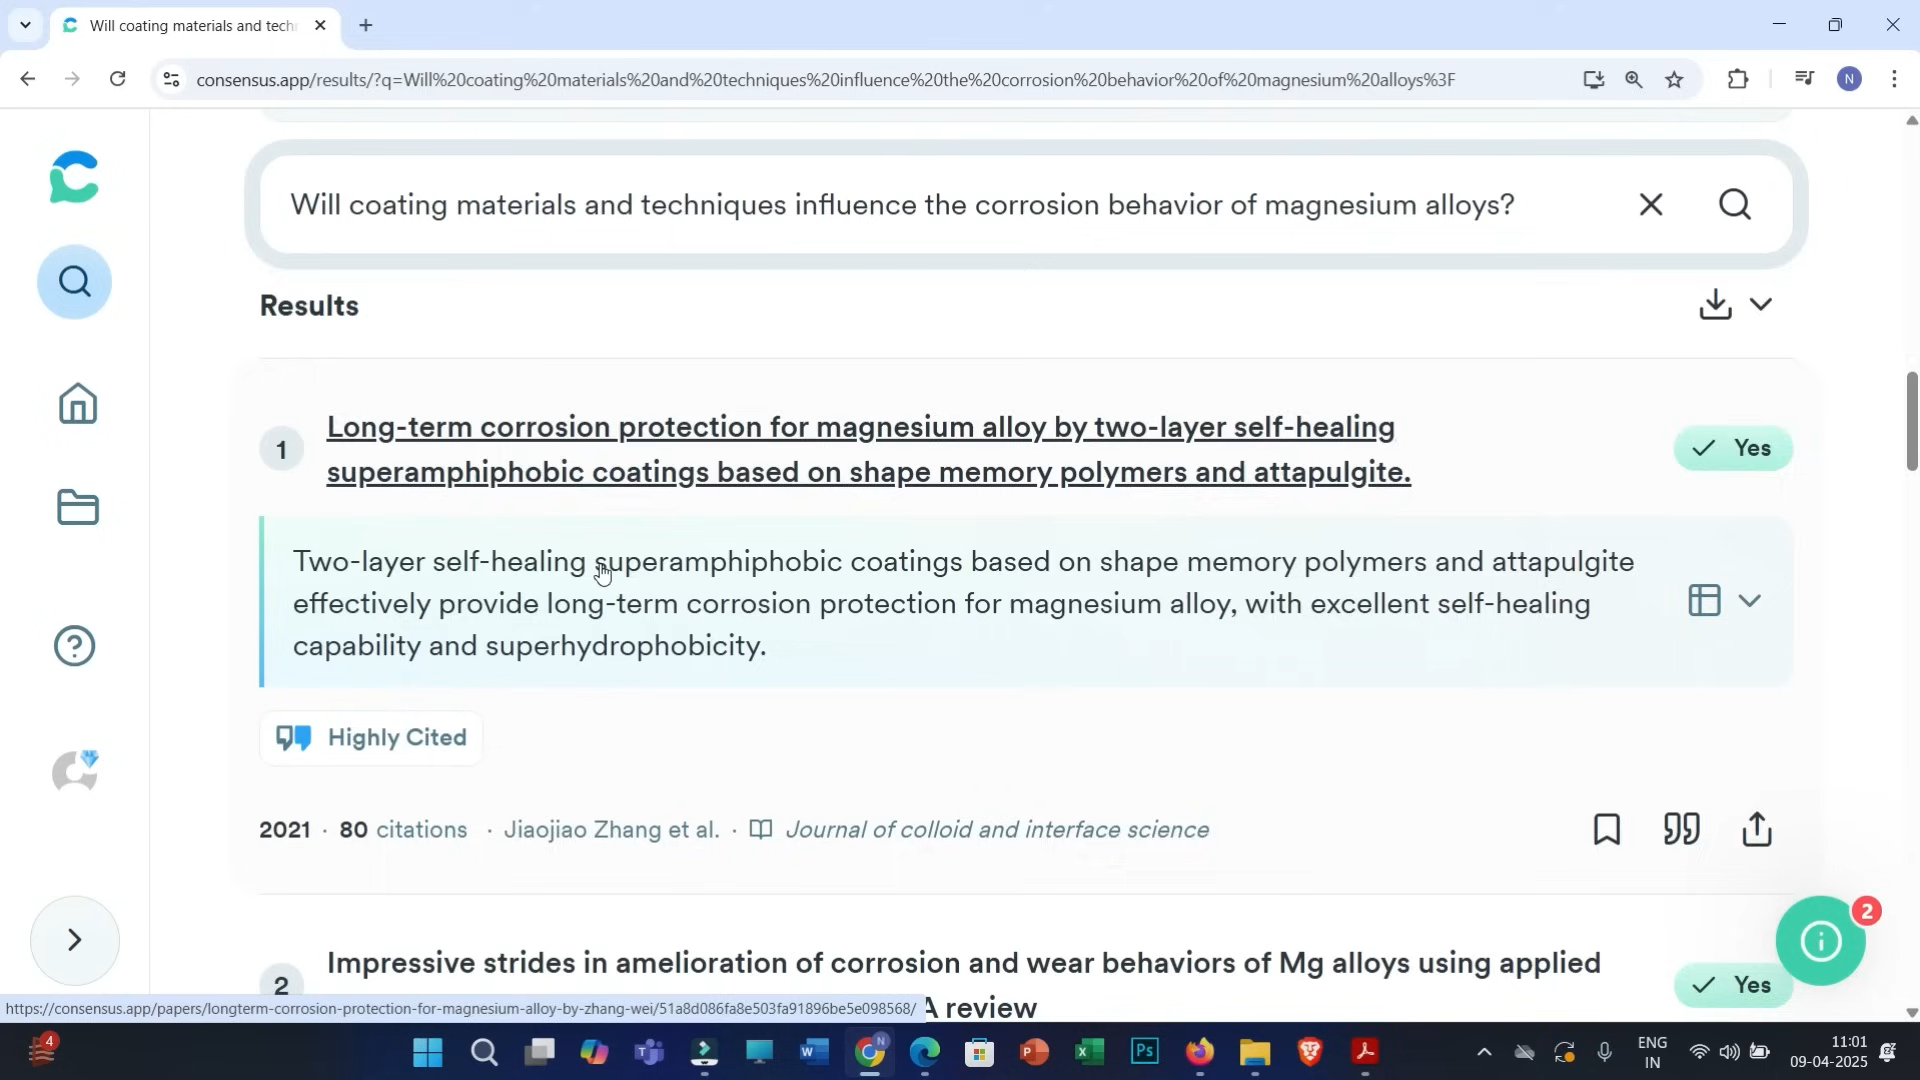 Will coating materials and techn
consensus.app/results/?q=Will%20coating%20materials%20and%20techniques%20influence%20the%20corrosion%20behavior%20of%20magnesium%20alloys%3F
N
Will coating materials and techniques influence the corrosion behavior of magnesium alloys?
Results
1
Long-term corrosion protection for magnesium alloy by two-layer self-healing
superamphiphobic coatings based on shape memory polymers and attapulgite.
Yes
Two-layer self-healing superamphiphobic coatings based on shape memory polymers and attapulgite
effectively provide long-term corrosion protection for magnesium alloy, with excellent self-healing
capability and superhydrophobicity.
Highly Cited
2021 · 80 citations · Jiaojiao Zhang et al. · Journal of colloid and interface science
2
2
Impressive strides in amelioration of corrosion and wear behaviors of Mg alloys using applied
A review
Yes
https://consensus.app/papers/longterm-corrosion-protection-for-magnesium-alloy-by-zhang-wei/51a8d086fa8e503fa91896be5e098568/
4
N
Ps
ENG
IN
11:01
09-04-2025